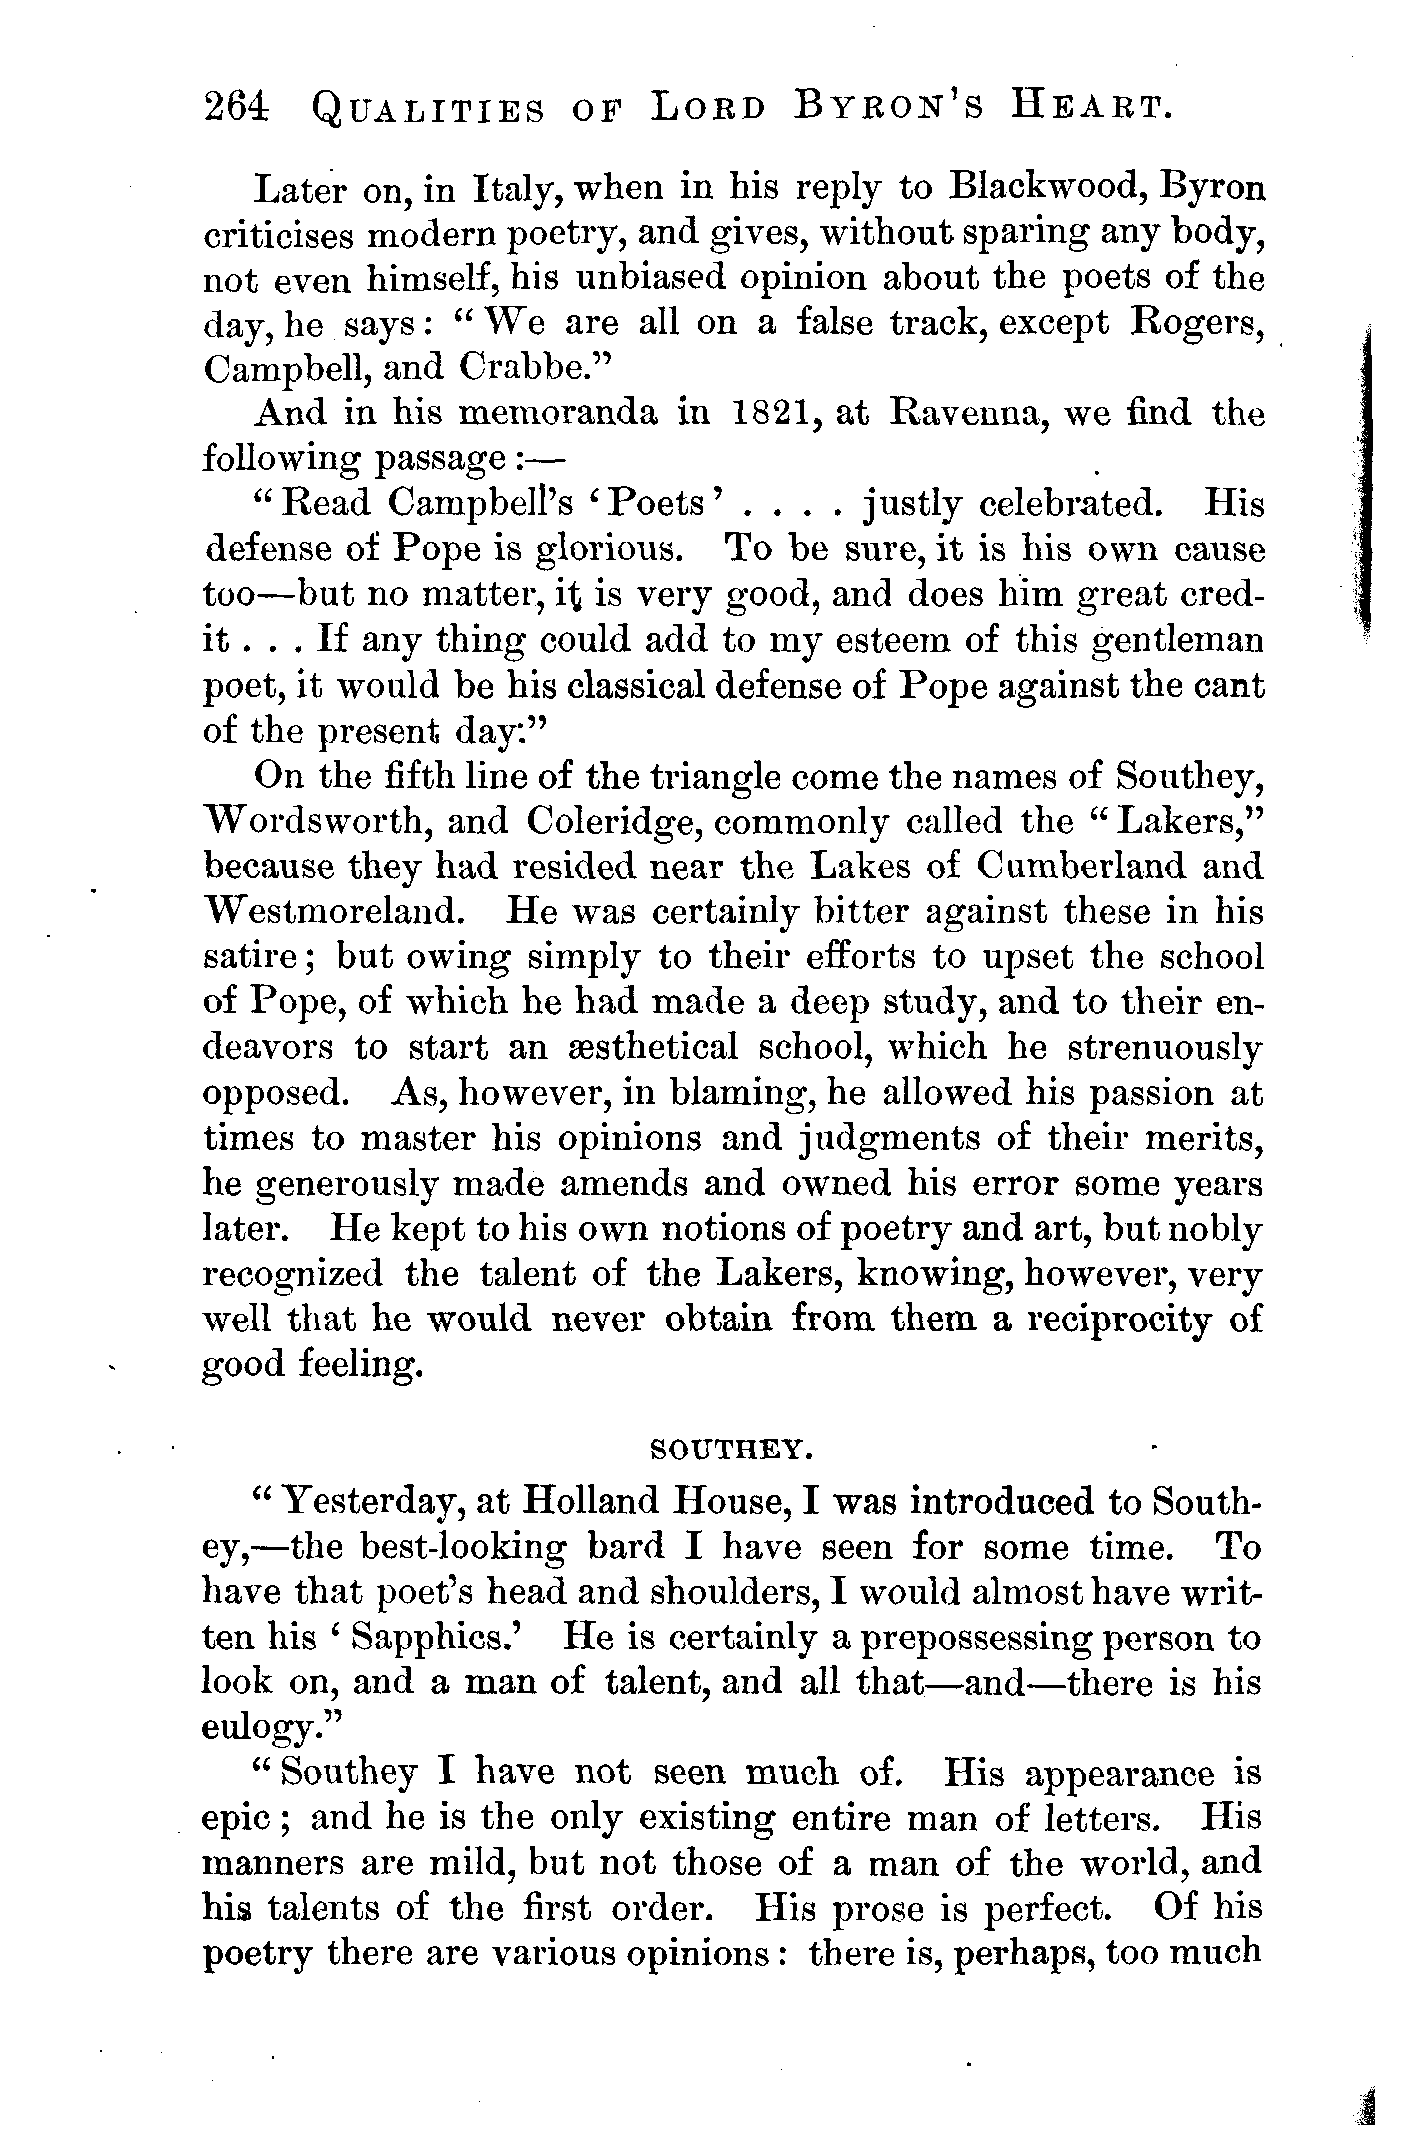 264 QUALITIES OF LORD BYRON'S HEART.
Later on, in Italy, when in his reply to Blackwood, Byron
criticises modern poetry, and gives, without sparing any body,
not even himself, his unbiased opinion about the poets of the
day, he says: "We are all on a false track, except Rogers,
Campbell, and Crabbe."
And in his memoranda in 1821, at Ravenna, we find the
following passage :—
"Read Campbell's 'Poets' . . . . justly celebrated. His
defense of Pope is glorious. To be sure, it is his own cause
too—but no matter, it is very good, and does him great cred-
it . . . If any thing could add to my esteem of this gentleman
poet, it would be his classical defense of Pope against the cant
of the present day."
On the fifth line of the triangle come the names of Southey,
Wordsworth, and Coleridge, commonly called the "Lakers,"
because they had resided near the Lakes of Cumberland and
Westmoreland. He was certainly bitter against these in his
satire; but owing simply to their efforts to upset the school
of Pope, of which he had made a deep study, and to their en-
deavors to start an æsthetical school, which he strenuously
opposed. As, however, in blaming, he allowed his passion at
times to master his opinions and judgments of their merits,
he generously made amends and owned his error some years
later. He kept to his own notions of poetry and art, but nobly
recognized the talent of the Lakers, knowing, however, very
well that he would never obtain from them a reciprocity of
good feeling.
SOUTHEY.
"Yesterday, at Holland House, I was introduced to South-
ey,—the best-looking bard I have seen for some time. To
have that poet's head and shoulders, I would almost have writ-
ten his 'Sapphics.' He is certainly a prepossessing person to
look on, and a man of talent, and all that—and—there is his
eulogy."
"Southey I have not seen much of. His appearance is
epic; and he is the only existing entire man of letters. His
manners are mild, but not those of a man of the world, and
his talents of the first order. His prose is perfect. Of his
poetry there are various opinions: there is, perhaps, too much